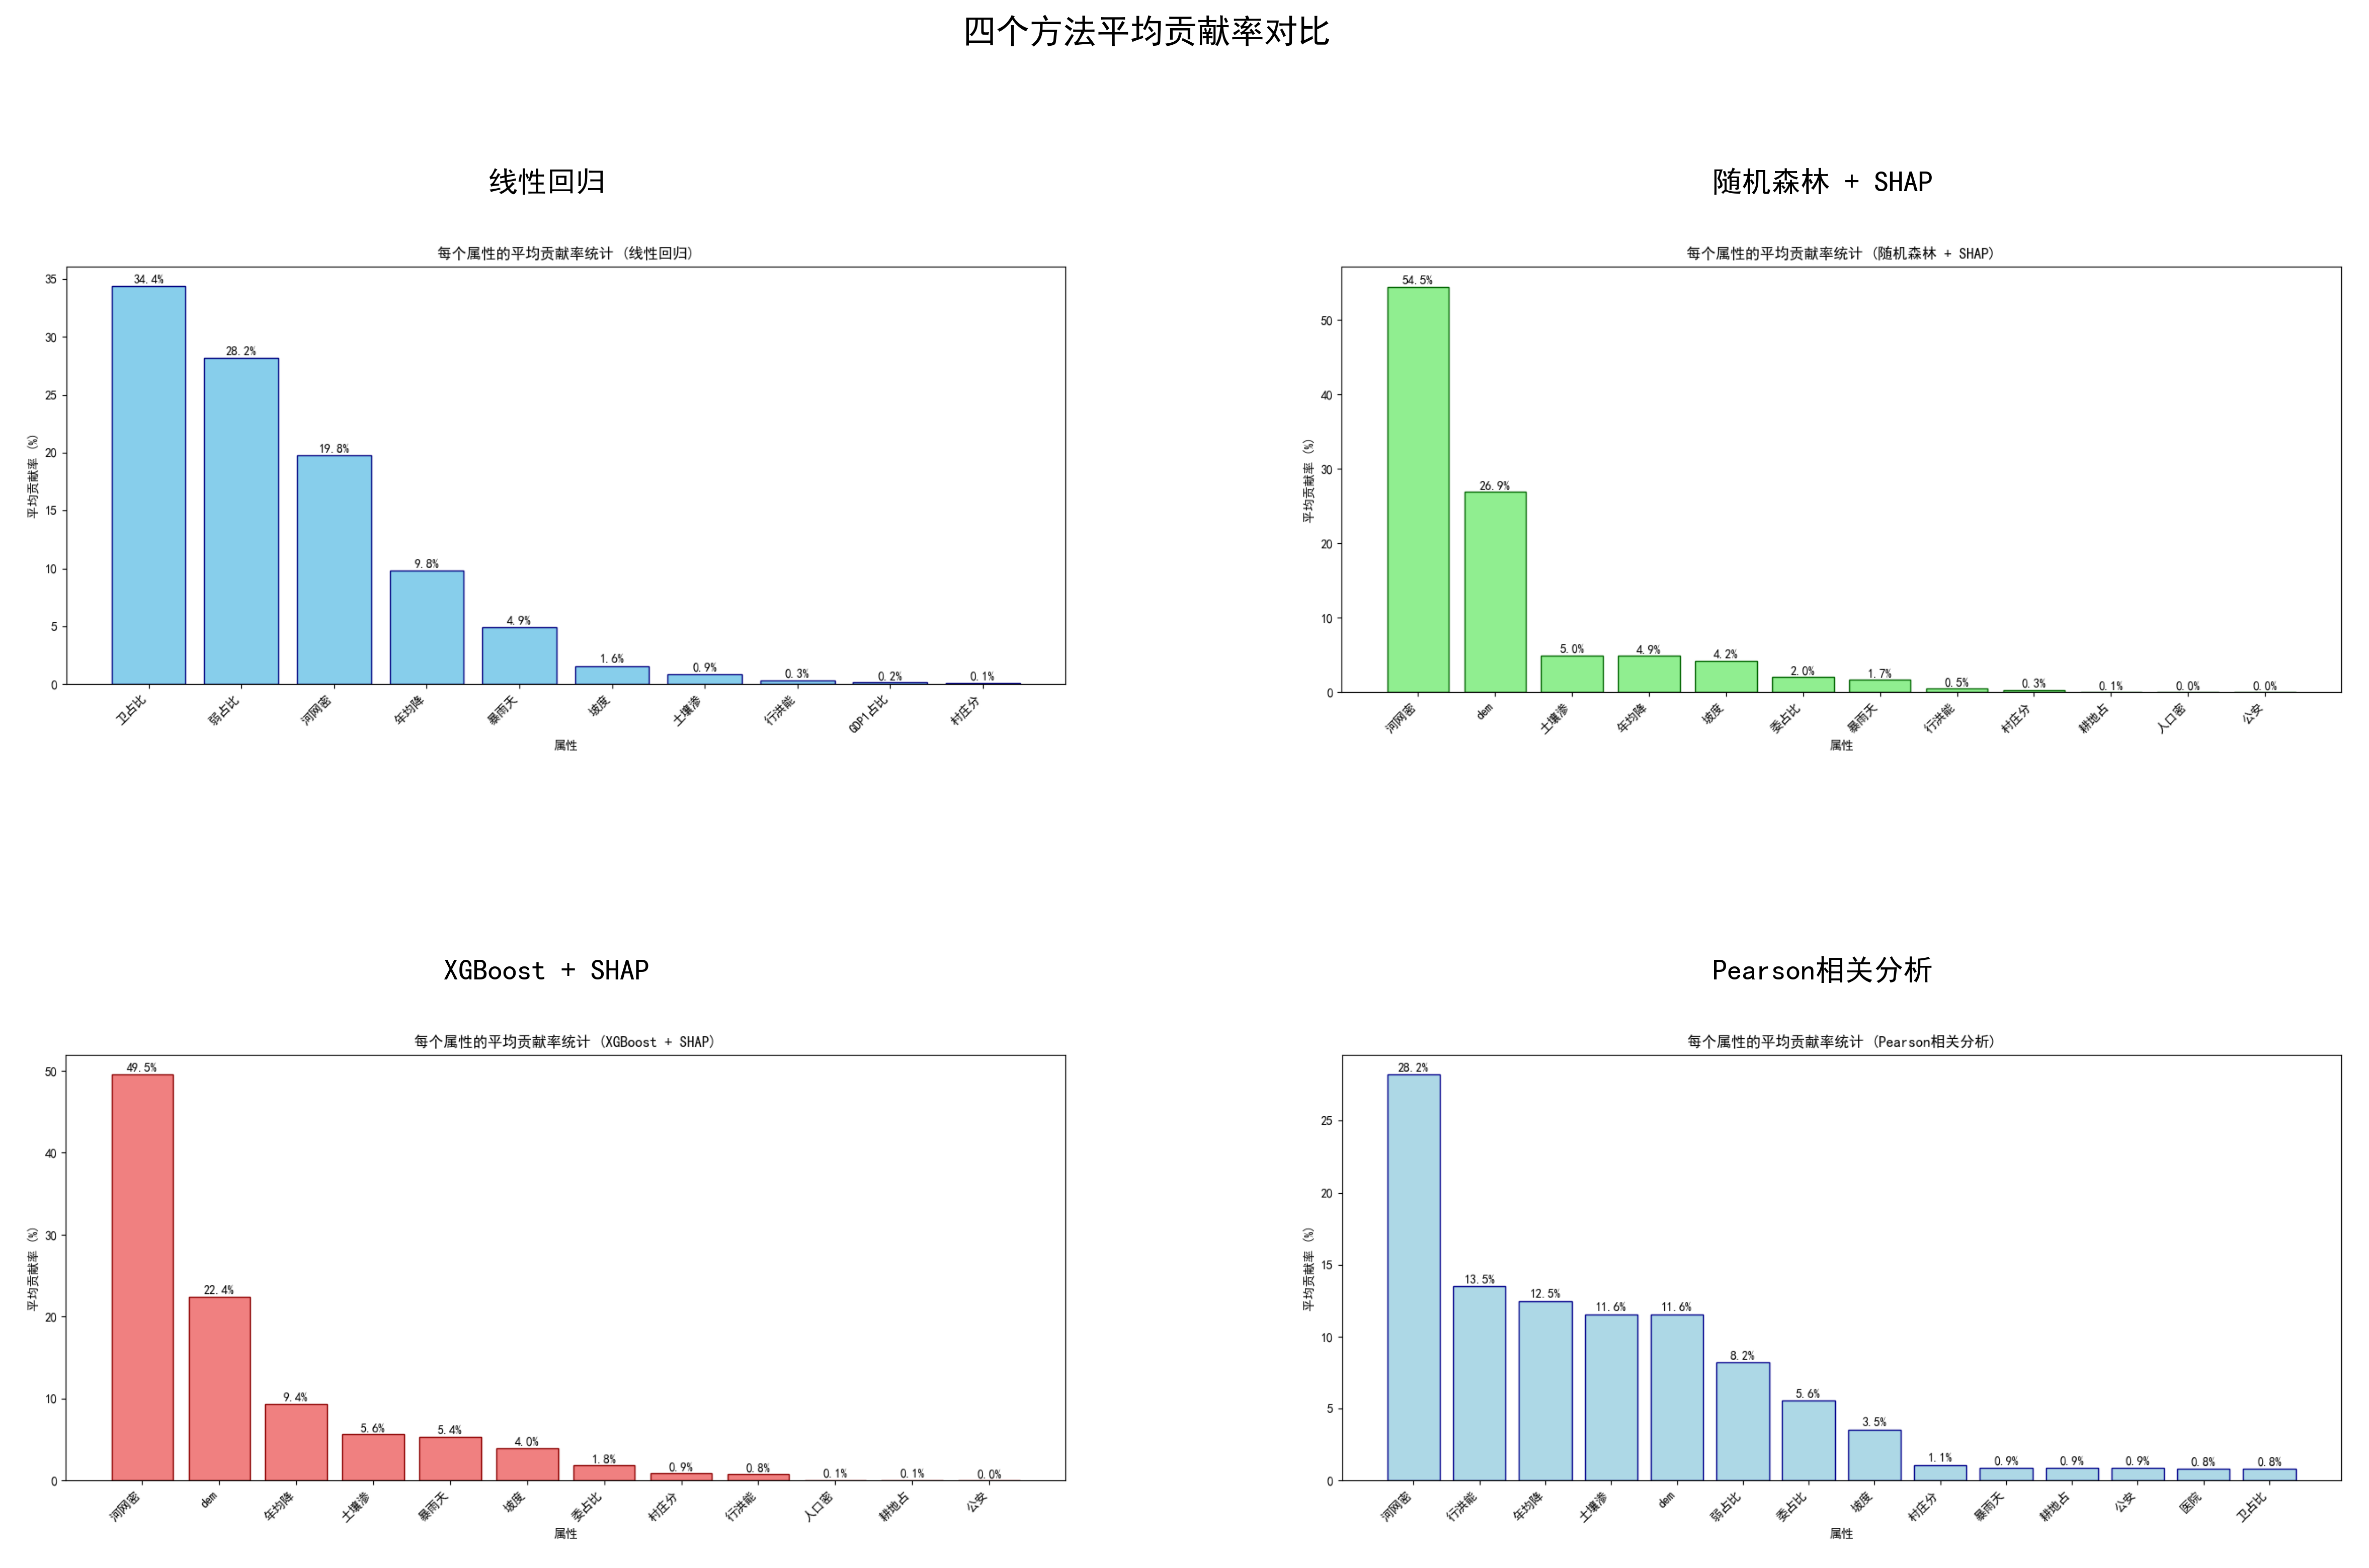 四个方法平均贡献率对比
线性回归
每个属性的平均贡献率统计 (线性回归)
平均贡献率 (%)
35
30
25
20
15
10
5
0
34.4%
28.2%
19.8%
9.8%
4.9%
1.6%
0.9%
0.3%
0.2%
0.1%
卫占比
弱占比
河网密
年均降
暴雨天
坡度
土壤渗
行洪能
GDP1占比
村庄分
属性
随机森林 + SHAP
每个属性的平均贡献率统计 (随机森林 + SHAP)
平均贡献率 (%)
50
40
30
20
10
0
54.5%
26.9%
5.0%
4.9%
4.2%
2.0%
1.7%
0.5%
0.3%
0.1%
0.0%
0.0%
河网密
dem
土壤渗
年均降
坡度
委占比
暴雨天
行洪能
村庄分
耕地占
人口密
公安
属性
XGBoost + SHAP
每个属性的平均贡献率统计 (XGBoost + SHAP)
平均贡献率 (%)
50
40
30
20
10
0
49.5%
22.4%
9.4%
5.6%
5.4%
4.0%
1.8%
0.9%
0.8%
0.1%
0.1%
0.0%
河网密
dem
年均降
土壤渗
暴雨天
坡度
委占比
村庄分
行洪能
人口密
耕地占
公安
属性
Pearson相关分析
每个属性的平均贡献率统计 (Pearson相关分析)
平均贡献率 (%)
25
20
15
10
5
0
28.2%
13.5%
12.5%
11.6%
11.6%
8.2%
5.6%
3.5%
1.1%
0.9%
0.9%
0.9%
0.8%
0.8%
河网密
行洪能
年均降
土壤渗
dem
弱占比
委占比
坡度
村庄分
暴雨天
耕地占
公安
医院
卫占比
属性